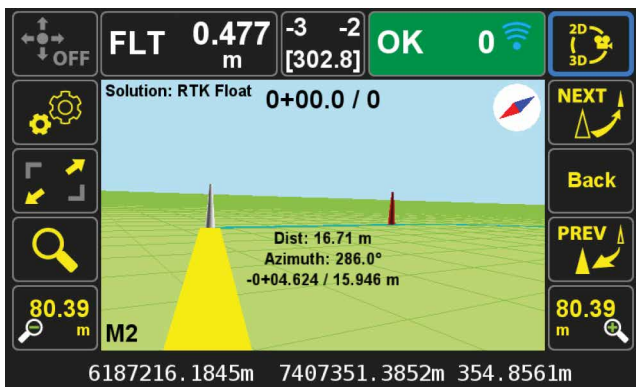 OFF
FLT 0.477 m
-3 -2
[302.8]
OK 0
2D
3D
Solution: RTK Float
0+00.0 / 0
NEXT
Back
PREV
Dist: 16.71 m
Azimuth: 286.0°
-0+04.624 / 15.946 m
80.39 m
M2
80.39 m
6187216.1845m 7407351.3852m 354.8561m